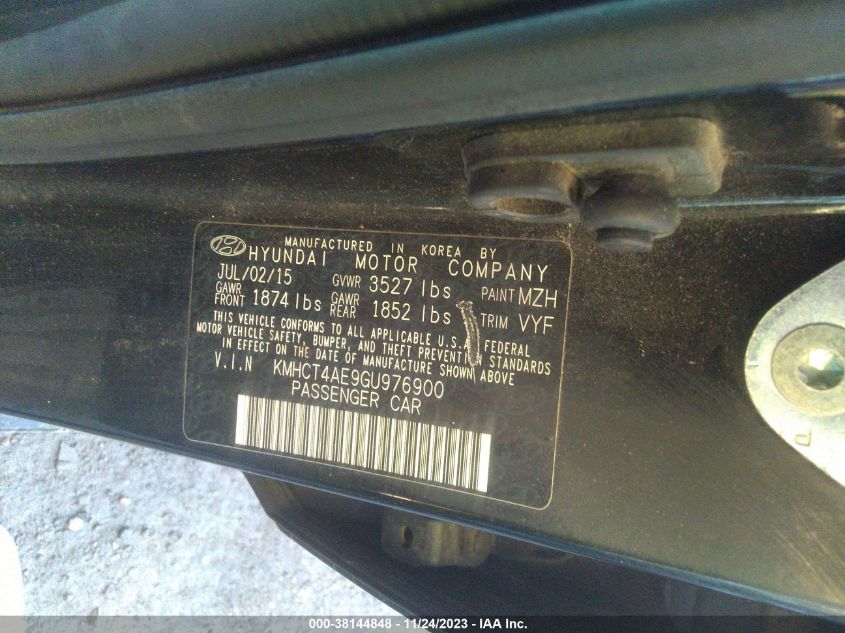 MANUFACTURED IN KOREA BY
HYUNDAI MOTOR COMPANY
JUL/02/15 GVWR 3527 lbs PAINT MZH
GAWR FRONT 1874 lbs GAWR REAR 1852 lbs TRIM VYF
THIS VEHICLE CONFORMS TO ALL APPLICABLE U.S.A. FEDERAL
MOTOR VEHICLE SAFETY, BUMPER, AND THEFT PREVENTION STANDARDS
IN EFFECT ON THE DATE OF MANUFACTURE SHOWN ABOVE
V.I.N KMHCT4AE9GU976900
PASSENGER CAR
000-38144848 - 11/24/2023 - IAA Inc.